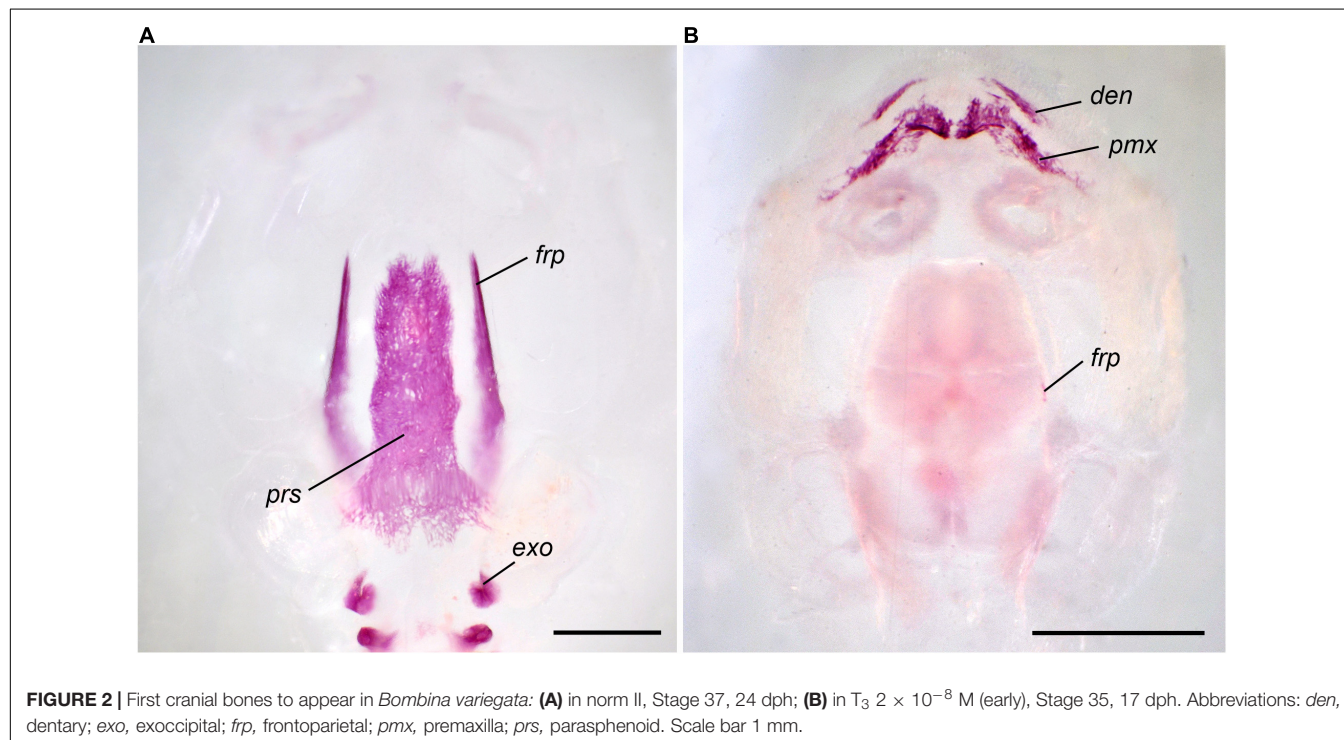 A
B
den
pmx
frp
frp
prs
exo
FIGURE 2 | First cranial bones to appear in Bombina variegata: (A) in norm II, Stage 37, 24 dph; (B) in T₃ 2 × 10⁻⁸ M (early), Stage 35, 17 dph. Abbreviations: den,
dentary; exo, exoccipital; frp, frontoparietal; pmx, premaxilla; prs, parasphenoid. Scale bar 1 mm.